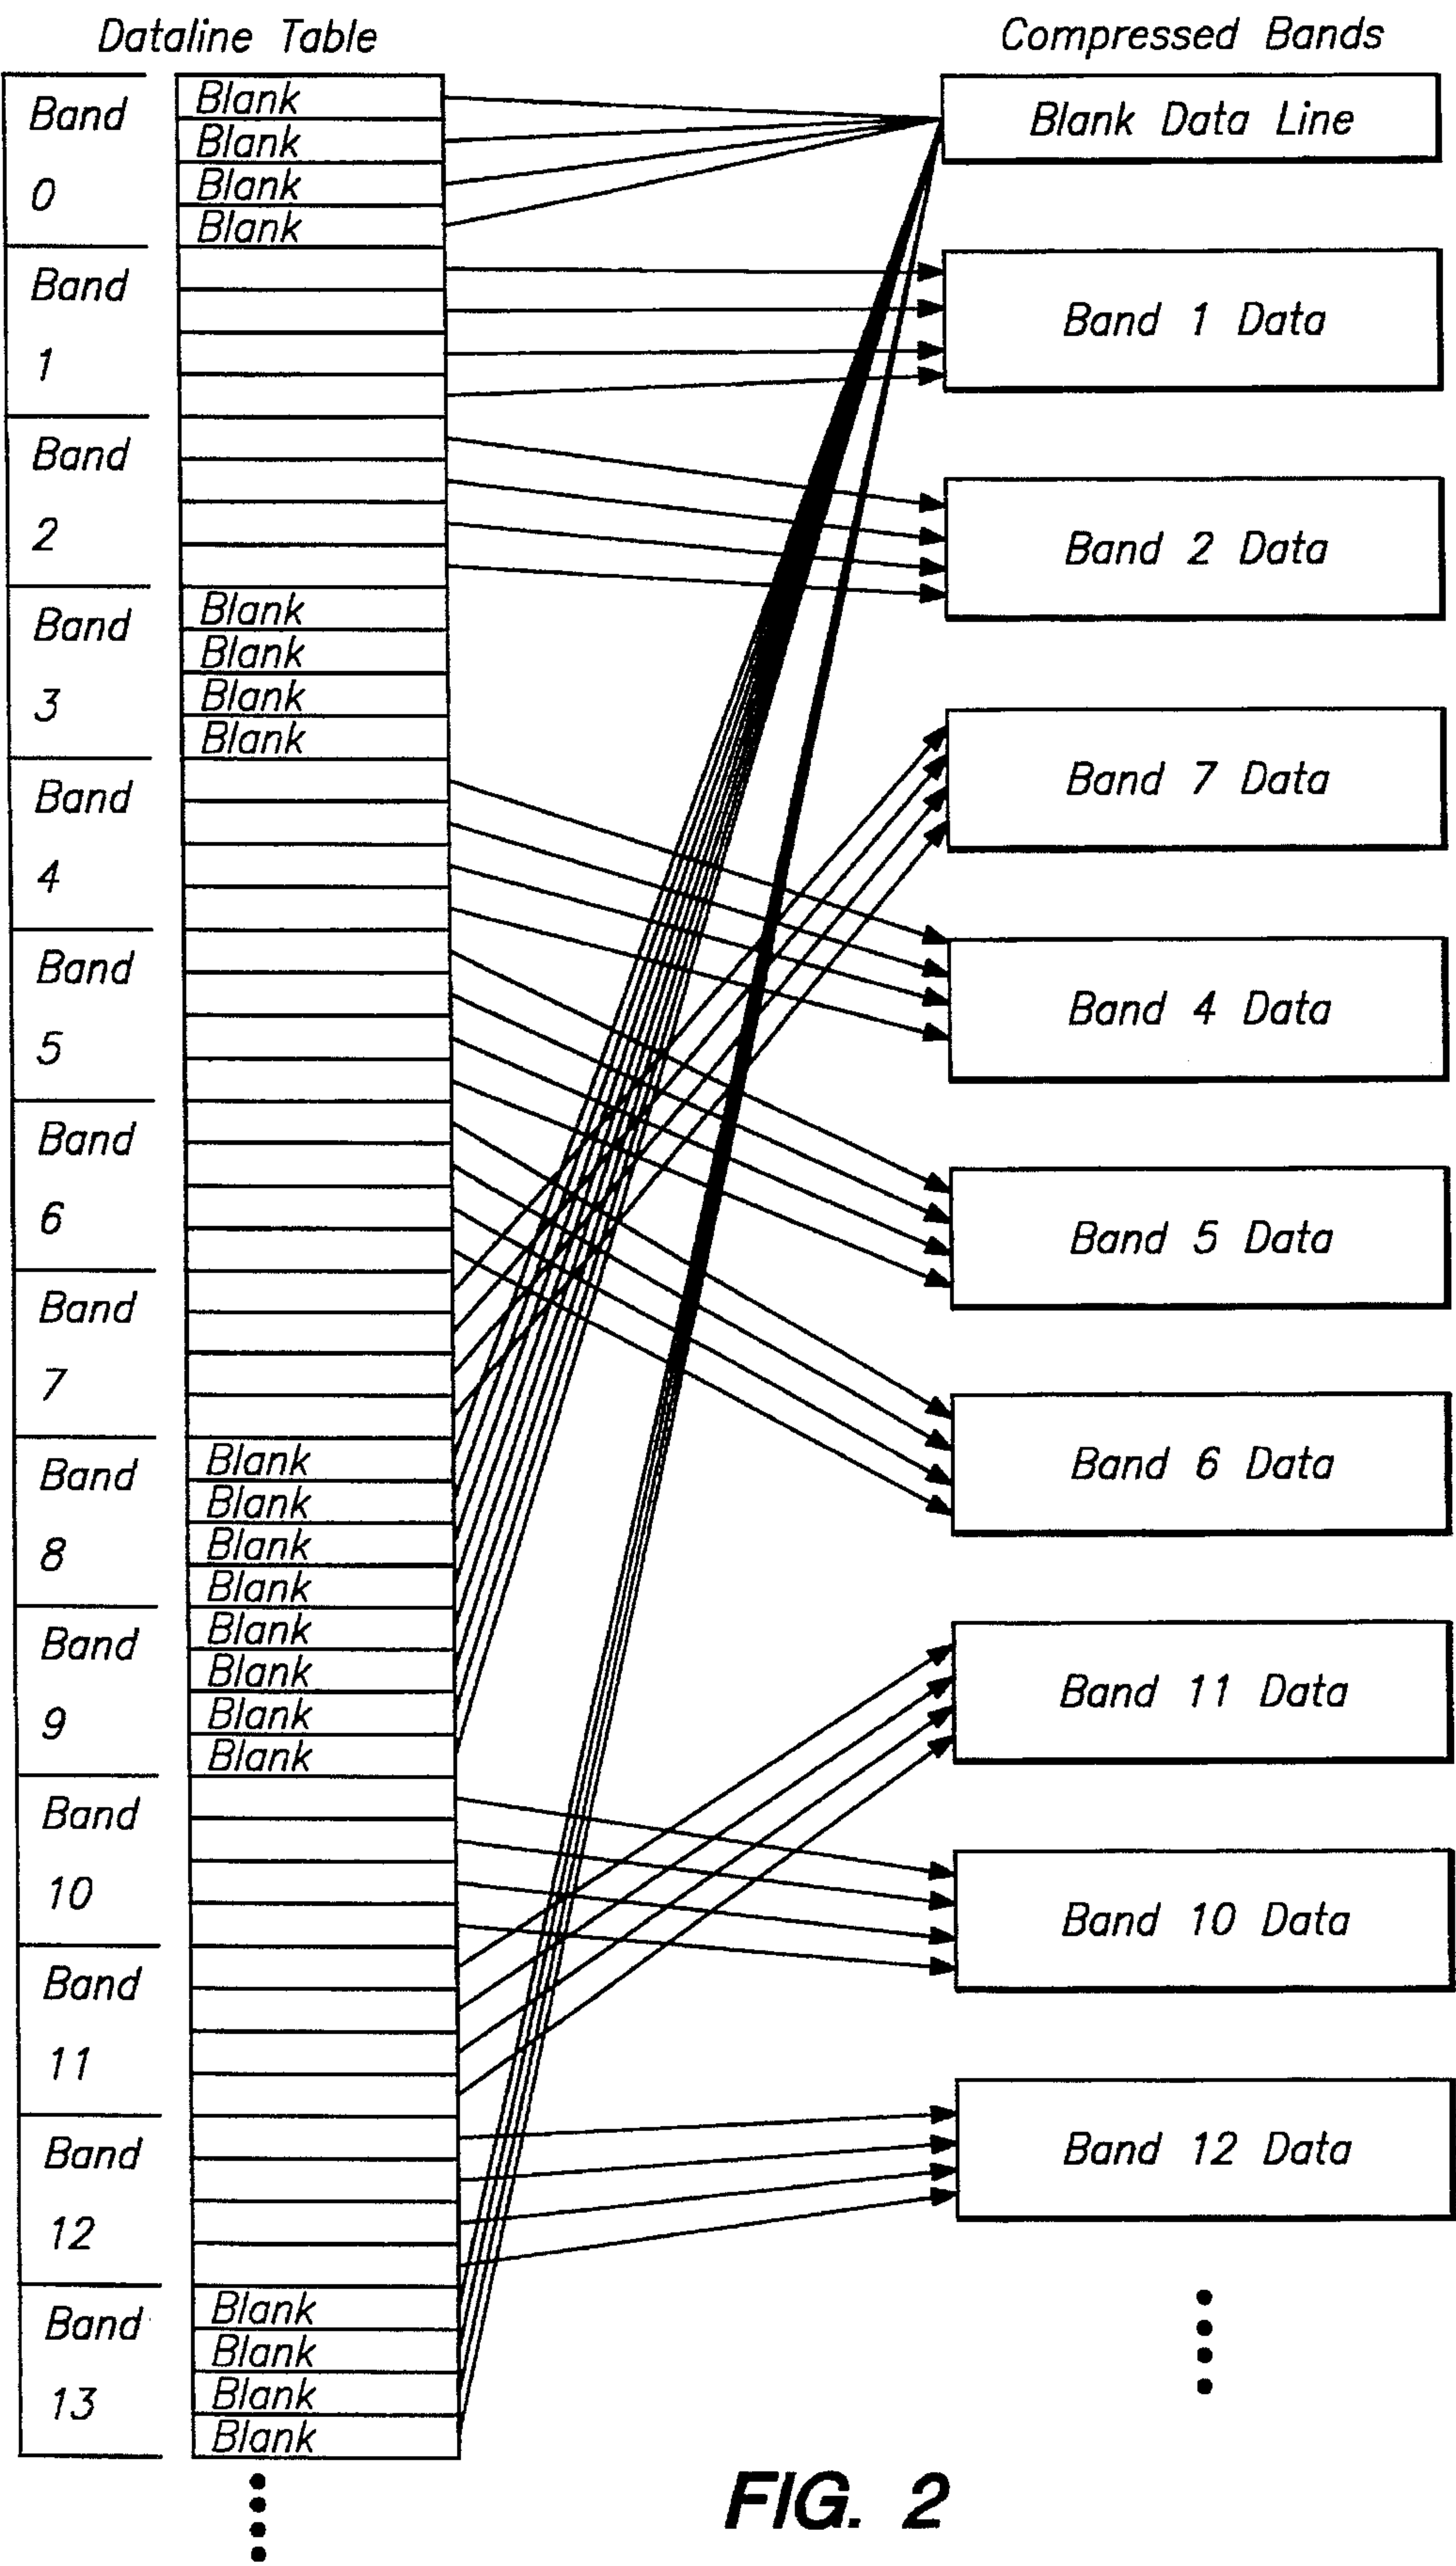 Dataline Table
Compressed Bands
Band
0
Blank
Blank
Blank
Blank
Band
1
Band
2
Band
3
Blank
Blank
Blank
Blank
Band
4
Band
5
Band
6
Band
7
Band
8
Blank
Blank
Blank
Blank
Band
9
Blank
Blank
Blank
Blank
Band
10
Band
11
Band
12
Band
13
Blank
Blank
Blank
Blank
Blank Data Line
Band 1 Data
Band 2 Data
Band 7 Data
Band 4 Data
Band 5 Data
Band 6 Data
Band 11 Data
Band 10 Data
Band 12 Data
FIG. 2